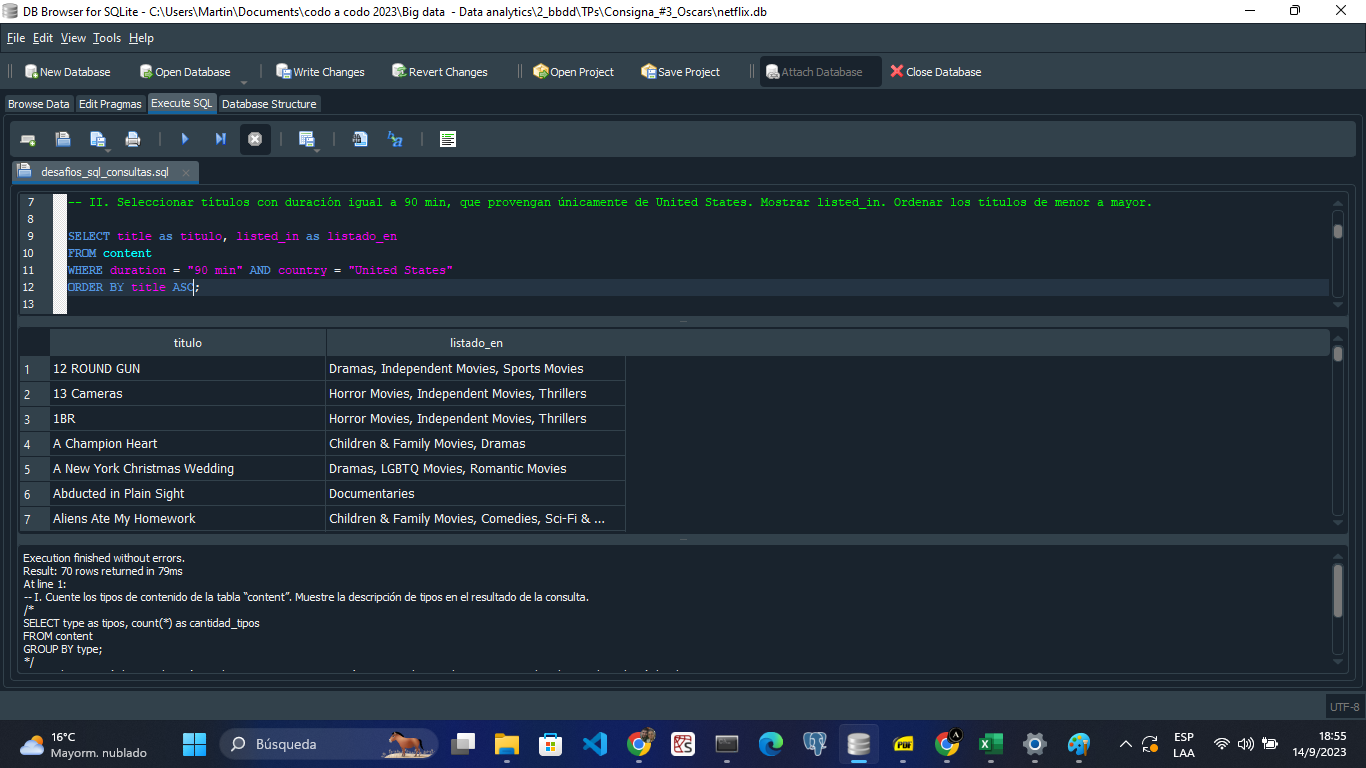 DB Browser for SQLite - C:\Users\Martin\Documents\codo a codo 2023\Big data  - Data analytics\2_bbdd\TPs\Consigna_#3_Oscars\netflix.db
File Edit View Tools Help
New Database Open Database Write Changes Revert Changes Open Project Save Project Attach Database Close Database
Browse Data Edit Pragmas Execute SQL Database Structure
desafios_sql_consultas.sql
7 -- II. Seleccionar títulos con duración igual a 90 min, que provengan únicamente de United States. Mostrar listed_in. Ordenar los títulos de menor a mayor.
8
9 SELECT title as titulo, listed_in as listado_en
10 FROM content
11 WHERE duration = "90 min" AND country = "United States"
12 ORDER BY title ASC;
13
titulo listado_en
1 12 ROUND GUN Dramas, Independent Movies, Sports Movies
2 13 Cameras Horror Movies, Independent Movies, Thrillers
3 1BR Horror Movies, Independent Movies, Thrillers
4 A Champion Heart Children & Family Movies, Dramas
5 A New York Christmas Wedding Dramas, LGBTQ Movies, Romantic Movies
6 Abducted in Plain Sight Documentaries
7 Aliens Ate My Homework Children & Family Movies, Comedies, Sci-Fi & ...
Execution finished without errors.
Result: 70 rows returned in 79ms
At line 1:
-- I. Cuente los tipos de contenido de la tabla “content”. Muestre la descripción de tipos en el resultado de la consulta.
/*
SELECT type as tipos, count(*) as cantidad_tipos
FROM content
GROUP BY type;
*/
UTF-8
16°C
Mayorm. nublado
Búsqueda
PDF
A
ESP
LAA
18:55
14/9/2023